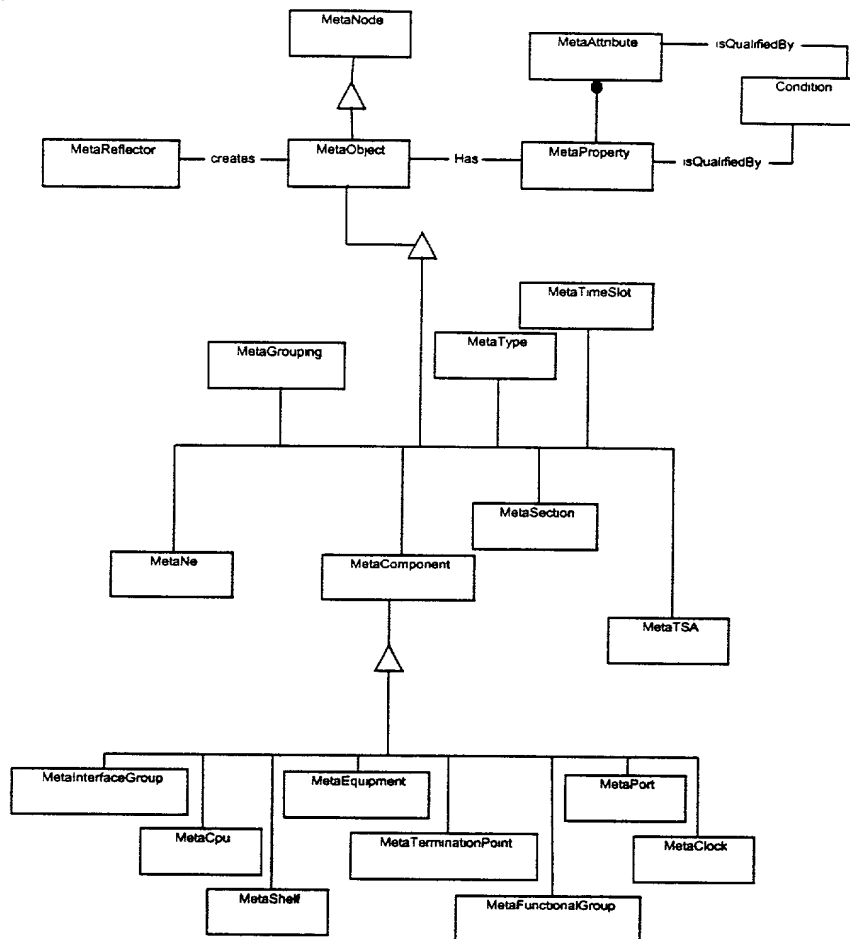 MetaNode
MetaAttribute
isQualifiedBy
Condition
MetaReflector
creates
MetaObject
Has
MetaProperty
isQualifiedBy
MetaTimeSlot
MetaGrouping
MetaType
MetaSection
MetaNe
MetaComponent
MetaTSA
MetaInterfaceGroup
MetaEquipment
MetaPort
MetaCpu
MetaTerminationPoint
MetaClock
MetaShelf
MetaFunctionalGroup